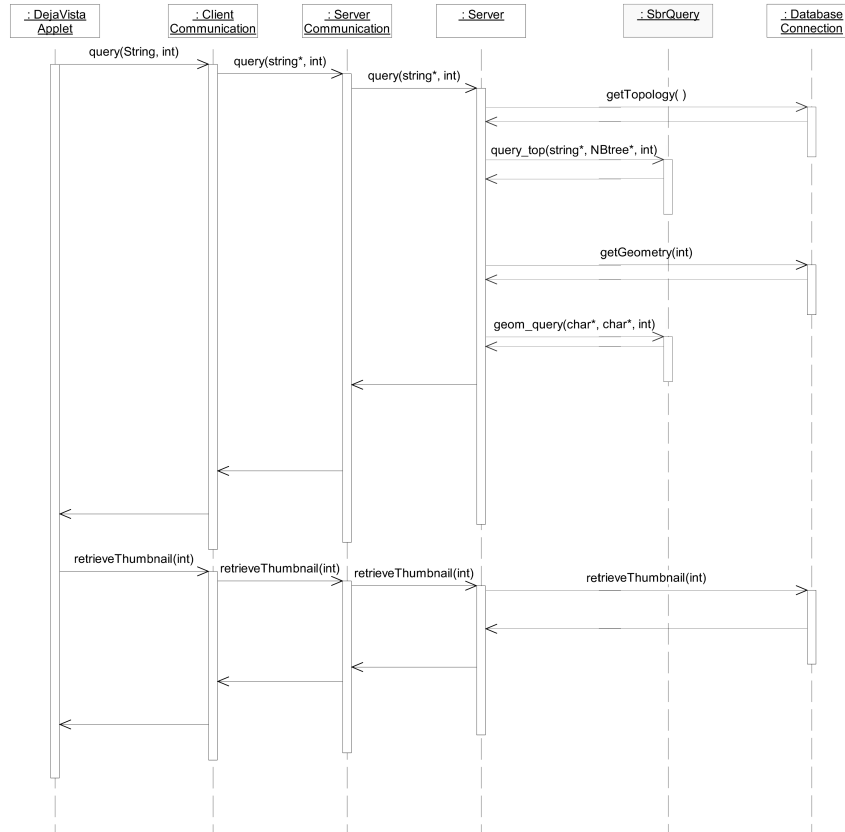 : DejaVista
Applet
: Client
Communication
: Server
Communication
: Server
: SbrQuery
: Database
Connection
query(String, int)
query(string*, int)
query(string*, int)
getTopology( )
query_top(string*, NBtree*, int)
getGeometry(int)
geom_query(char*, char*, int)
retrieveThumbnail(int)
retrieveThumbnail(int)
retrieveThumbnail(int)
retrieveThumbnail(int)